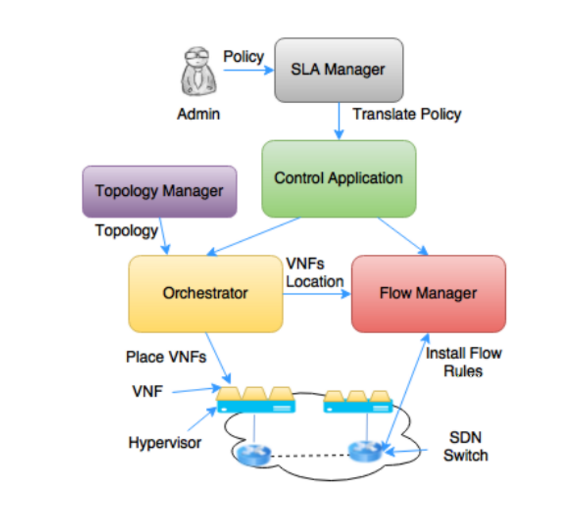 Policy
SLA Manager
Admin
Translate Policy
Control Application
Topology Manager
Topology
VNFs
Location
Orchestrator
Flow Manager
Place VNFs
Install Flow
Rules
VNF
Hypervisor
SDN
Switch